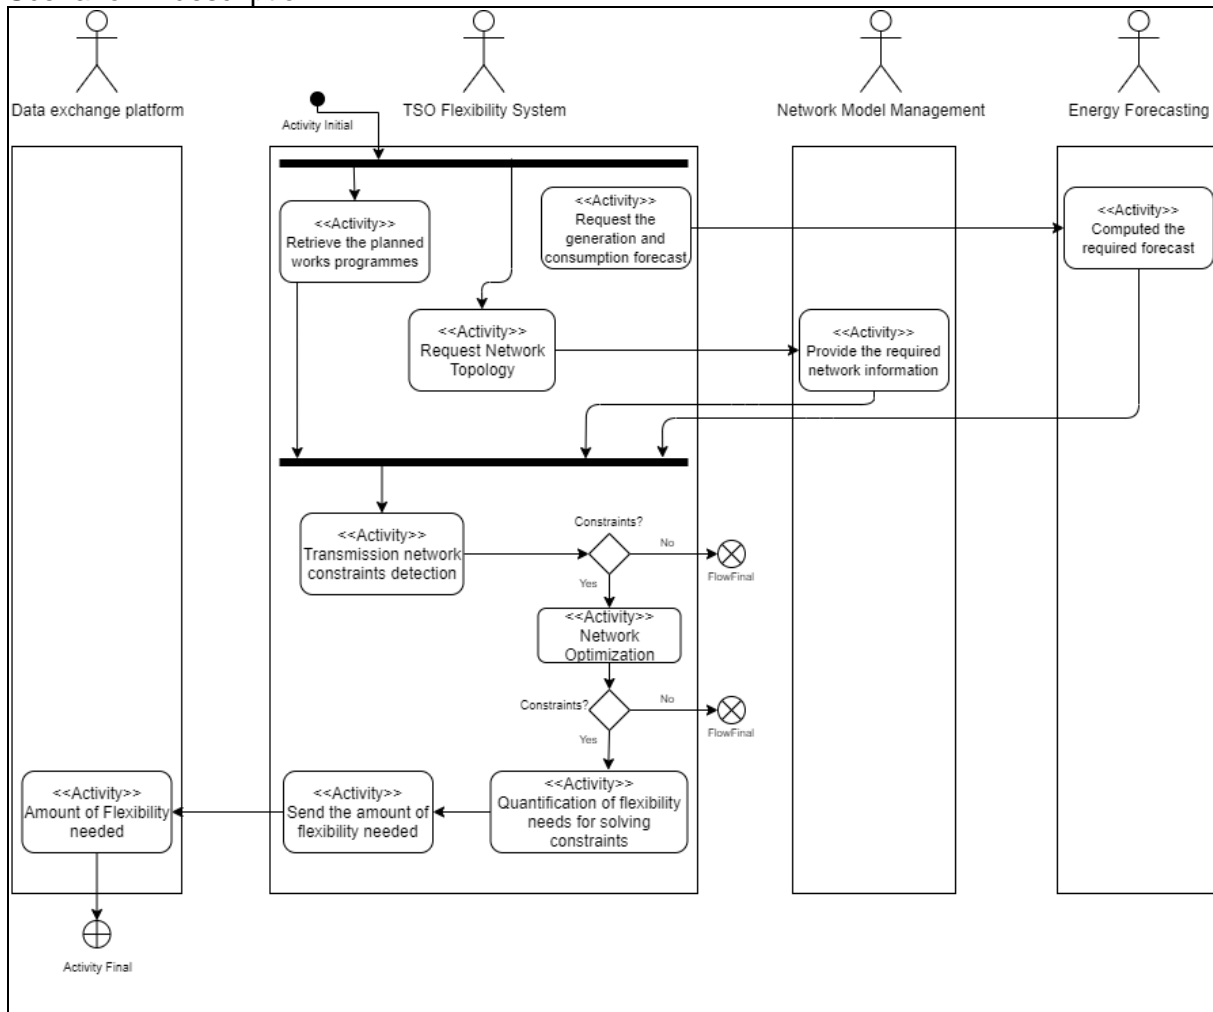 Data exchange platform
TSO Flexibility System
Network Model Management
Energy Forecasting
Activity Initial
<<Activity>>
Retrieve the planned
works programmes
<<Activity>>
Request the
generation and
consumption forecast
<<Activity>>
Computed the
required forecast
<<Activity>>
Request Network
Topology
<<Activity>>
Provide the required
network information
<<Activity>>
Transmission network
constraints detection
Constraints?
No
FlowFinal
Yes
<<Activity>>
Network
Optimization
Constraints?
No
FlowFinal
Yes
<<Activity>>
Amount of Flexibility
needed
<<Activity>>
Send the amount of
flexibility needed
<<Activity>>
Quantification of flexibility
needs for solving
constraints
Activity Final